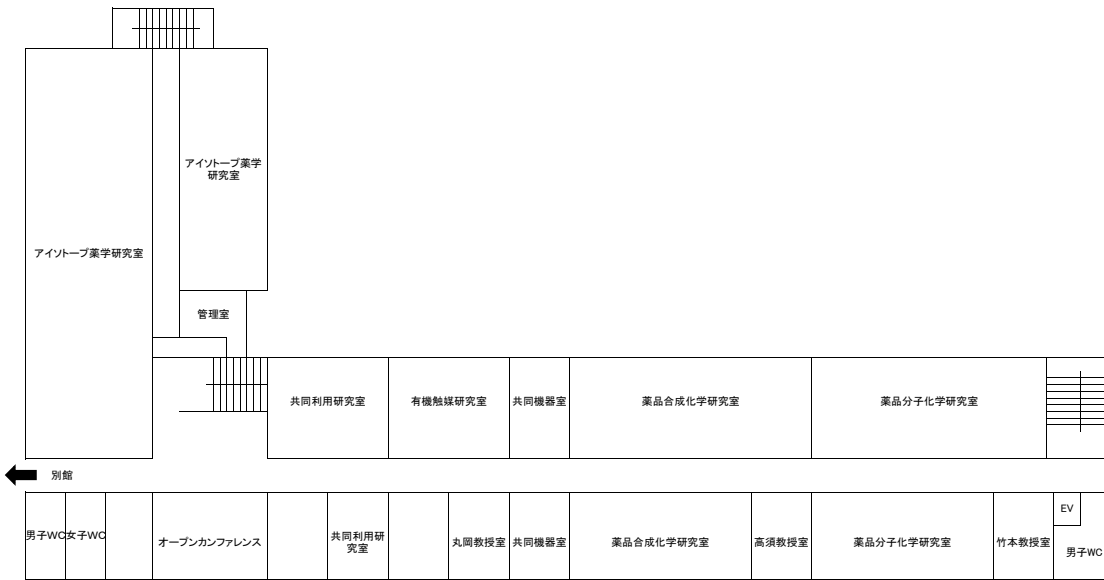 アイソトープ薬学
研究室
アイソトープ薬学研究室
管理室
共同利用研究室
有機触媒研究室
共同機器室
薬品合成化学研究室
薬品分子化学研究室
別館
男子WC
女子WC
オープンカンファレンス
共同利用研
究室
丸岡教授室
共同機器室
薬品合成化学研究室
高須教授室
薬品分子化学研究室
竹本教授室
EV
男子WC